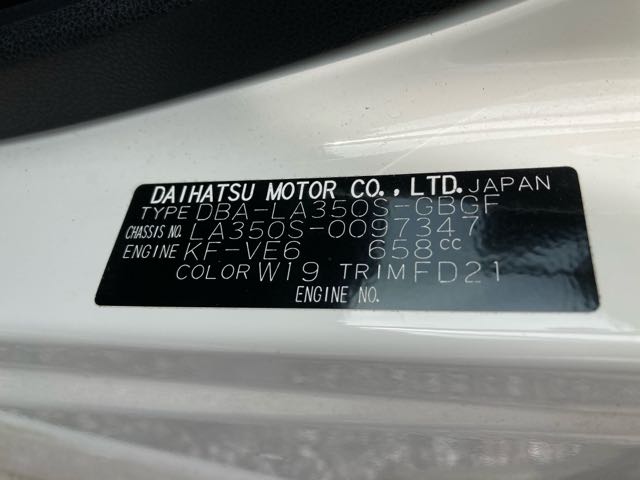 DAIHATSU MOTOR CO., LTD. JAPAN
TYPE DBA-LA350S-GBGF
CHASSIS NO. LA350S-0097347
ENGINE KF-VE6 658cc
COLOR W19 TRIM FD21
ENGINE NO.